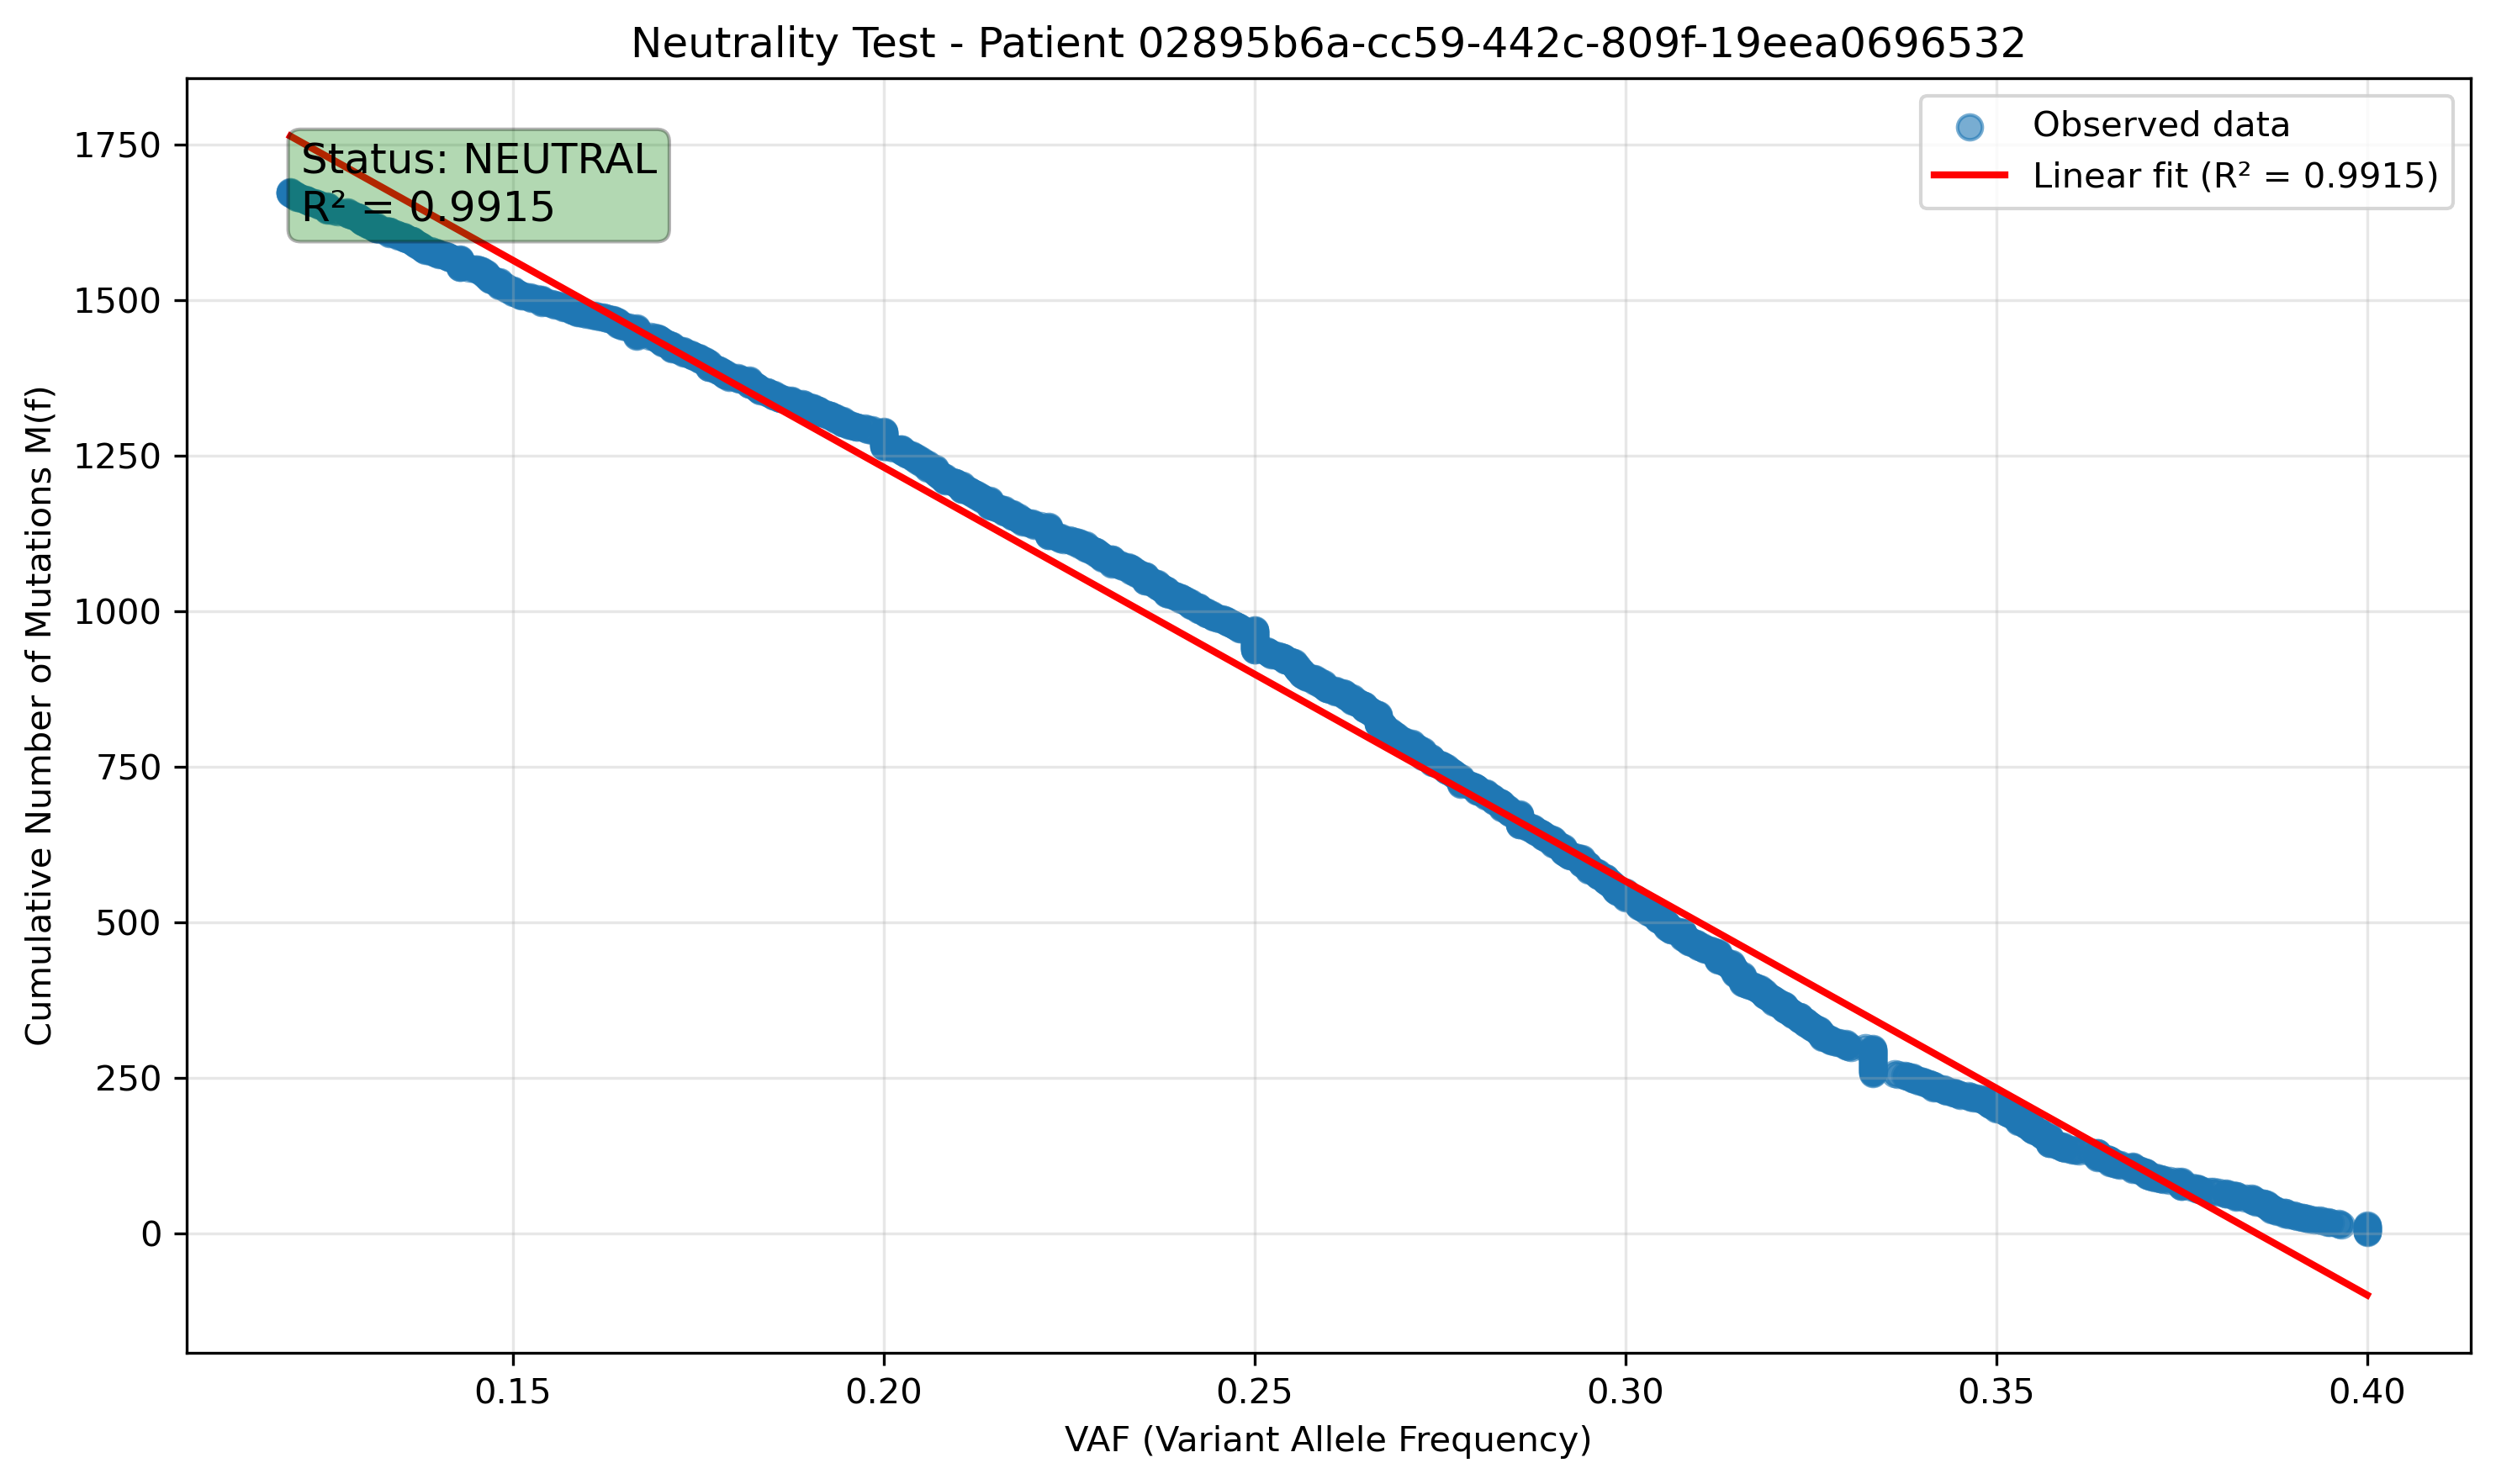 Neutrality Test - Patient 02895b6a-cc59-442c-809f-19eea0696532
Status: NEUTRAL
R² = 0.9915
Observed data
Linear fit (R² = 0.9915)
Cumulative Number of Mutations M(f)
1750
1500
1250
1000
750
500
250
0
0.15
0.20
0.25
0.30
0.35
0.40
VAF (Variant Allele Frequency)